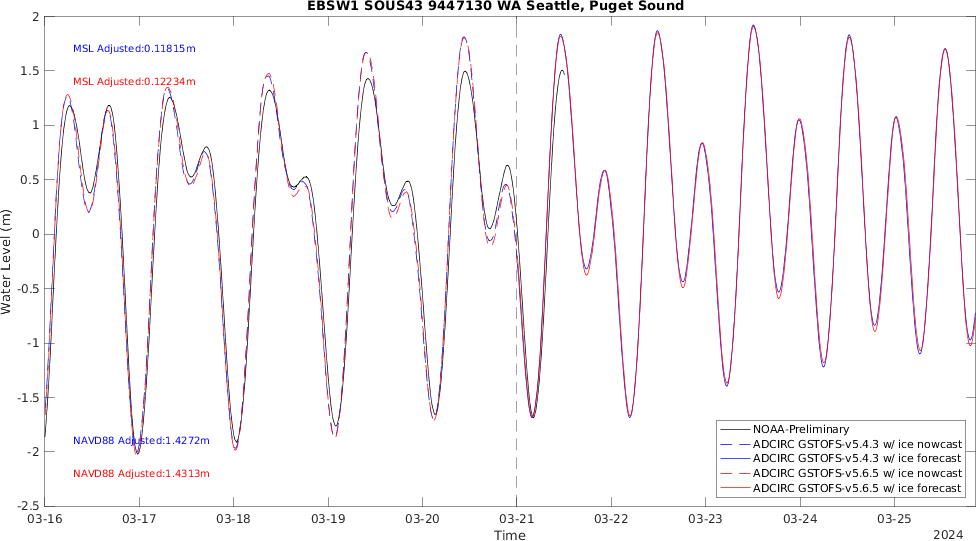 EBSW1 SOUS43 9447130 WA Seattle, Puget Sound
2
1.5
1
0.5
0
-0.5
-1
-1.5
-2
-2.5
Water Level (m)
MSL Adjusted:0.11815m
MSL Adjusted:0.12234m
NAVD88 Adjusted:1.4272m
NAVD88 Adjusted:1.4313m
NOAA-Preliminary
ADCIRC GSTOFS-v5.4.3 w/ ice nowcast
ADCIRC GSTOFS-v5.4.3 w/ ice forecast
ADCIRC GSTOFS-v5.6.5 w/ ice nowcast
ADCIRC GSTOFS-v5.6.5 w/ ice forecast
03-16 03-17 03-18 03-19 03-20 03-21 03-22 03-23 03-24 03-25
Time
2024